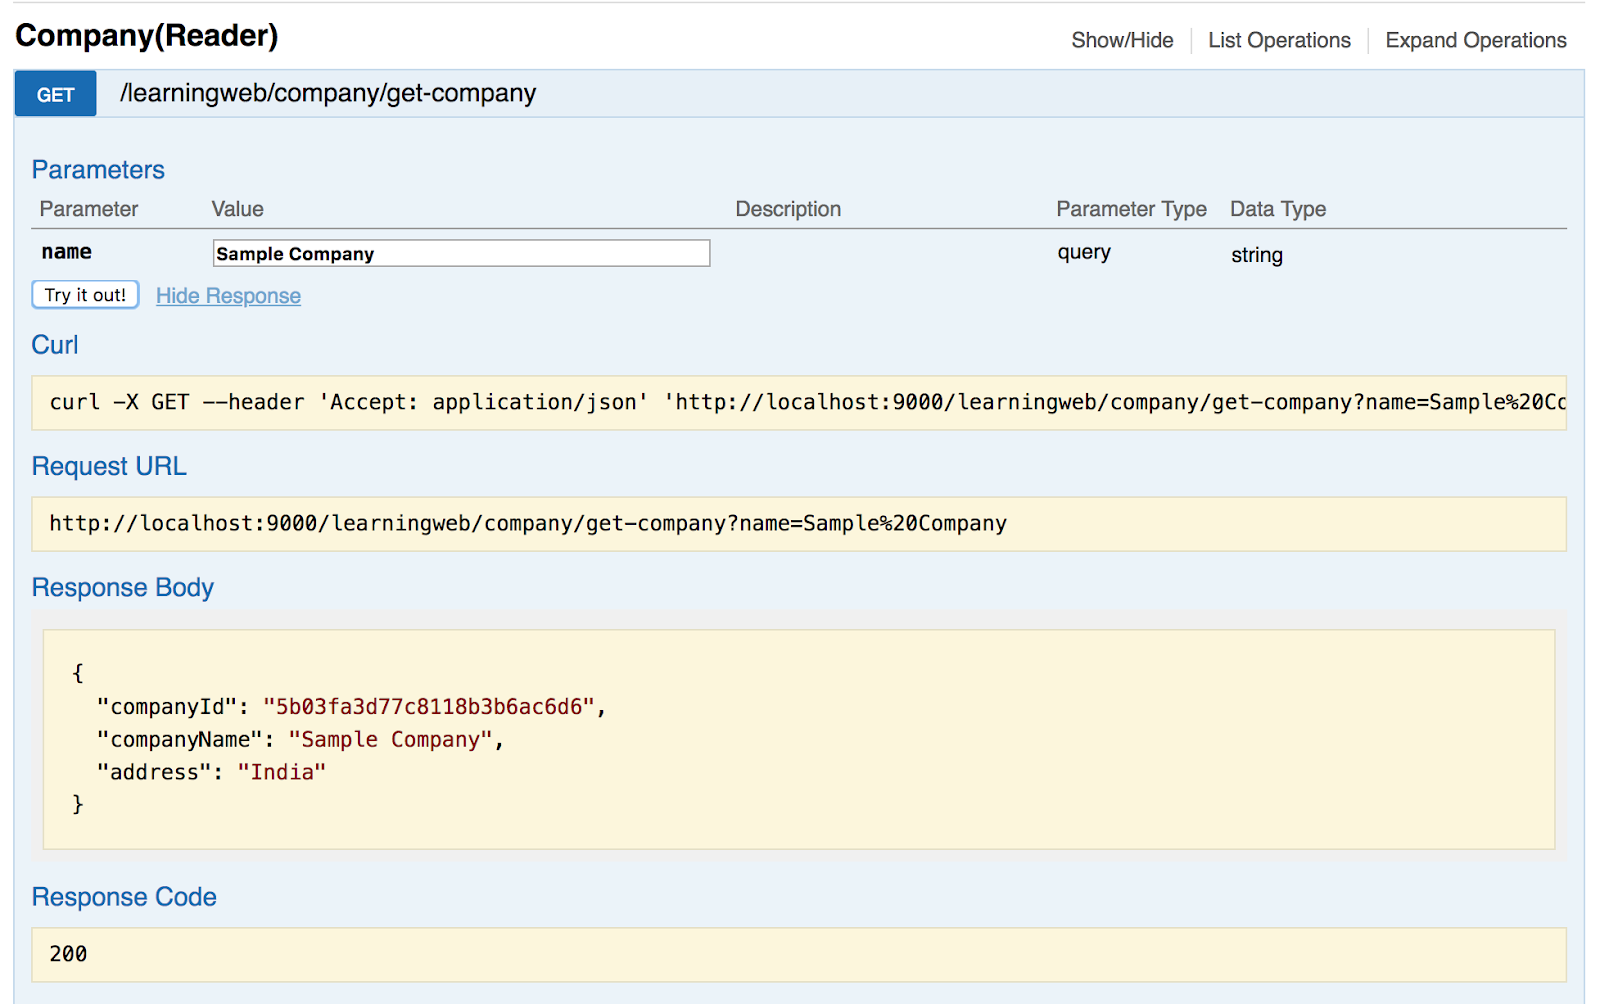 Company(Reader)
Show/Hide List Operations Expand Operations
GET /learningweb/company/get-company
Parameters
Parameter Value Description Parameter Type Data Type
name Sample Company query string
Try it out! Hide Response
Curl
curl -X GET --header 'Accept: application/json' 'http://localhost:9000/learningweb/company/get-company?name=Sample%20Co
Request URL
http://localhost:9000/learningweb/company/get-company?name=Sample%20Company
Response Body
{
"companyId": "5b03fa3d77c8118b3b6ac6d6",
"companyName": "Sample Company",
"address": "India"
}
Response Code
200